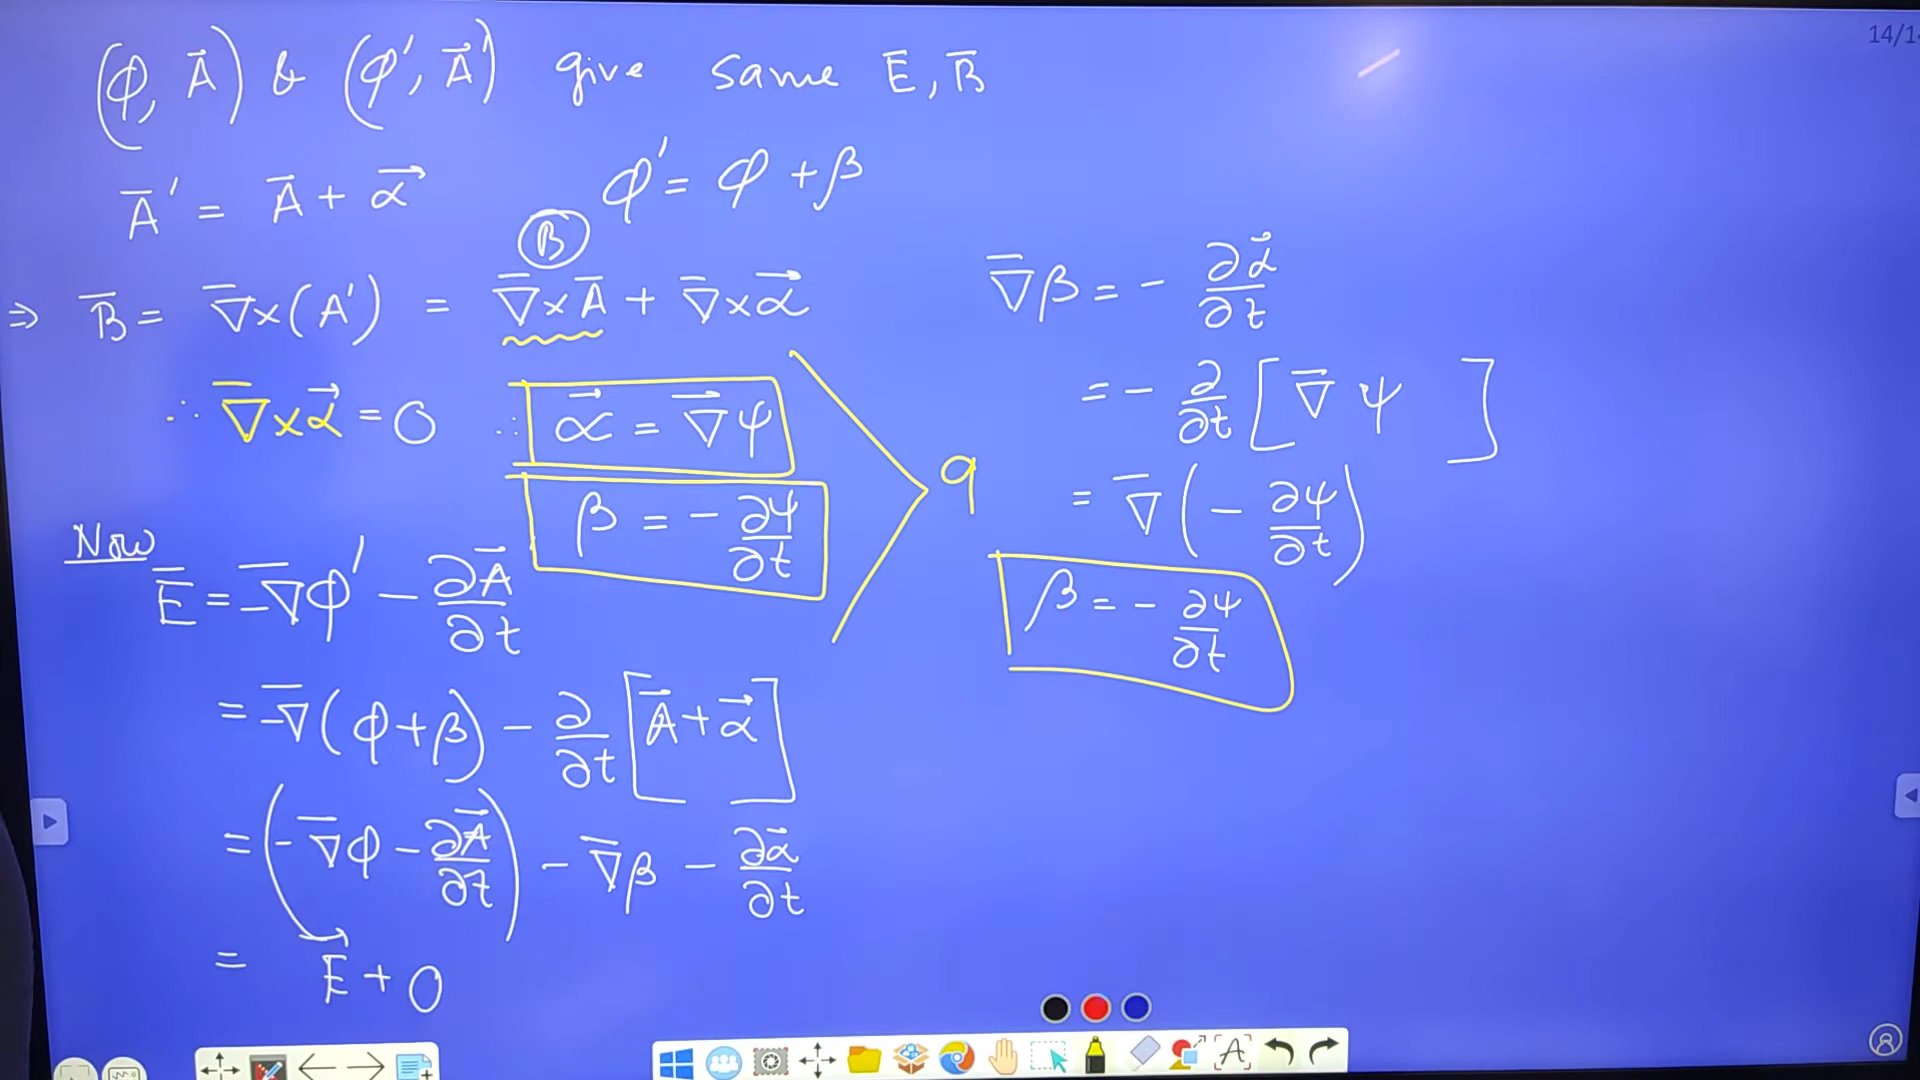 (φ, Ā) & (φ', Ā') give same Ē, B̄
Ā' = Ā + α⃗
φ' = φ + β
B
⇒ B̄ = ∇̄×(A') = ∇̄×Ā + ∇̄×α⃗
∴ ∇̄×α⃗ = 0 ∴ α⃗ = ∇̄ψ
β = - ∂ψ/∂t
9
Now
Ē = -∇̄φ' - ∂Ā/∂t
= -∇̄(φ+β) - ∂/∂t [Ā + α⃗]
= (-∇̄φ - ∂Ā/∂t) - ∇̄β - ∂ᾱ/∂t
= E⃗ + 0
∇̄β = - ∂α⃗/∂t
= - ∂/∂t [∇̄ψ ]
= ∇̄(- ∂ψ/∂t)
β = - ∂ψ/∂t
14/1
A